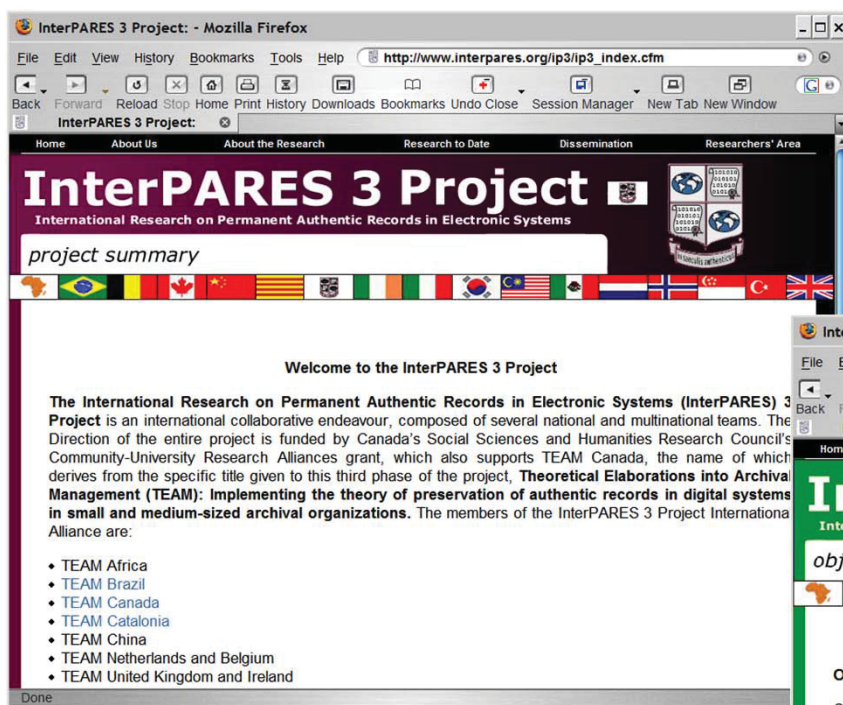 InterPARES 3 Project: - Mozilla Firefox
File Edit View History Bookmarks Tools Help http://www.interpares.org/ip3/ip3_index.cfm
Back Forward Reload Stop Home Print History Downloads Bookmarks Undo Close Session Manager New Tab New Window
InterPARES 3 Project:
Home About Us About the Research Research to Date Dissemination Researchers' Area
InterPARES 3 Project
International Research on Permanent Authentic Records in Electronic Systems
project summary
Welcome to the InterPARES 3 Project
The International Research on Permanent Authentic Records in Electronic Systems (InterPARES) 3
Project is an international collaborative endeavour, composed of several national and multinational teams. The
Direction of the entire project is funded by Canada's Social Sciences and Humanities Research Council's
Community-University Research Alliances grant, which also supports TEAM Canada, the name of which
derives from the specific title given to this third phase of the project, Theoretical Elaborations into Archival
Management (TEAM): Implementing the theory of preservation of authentic records in digital systems
in small and medium-sized archival organizations. The members of the InterPARES 3 Project International
Alliance are:
• TEAM Africa
• TEAM Brazil
• TEAM Canada
• TEAM Catalonia
• TEAM China
• TEAM Netherlands and Belgium
• TEAM United Kingdom and Ireland
Done
File
Back